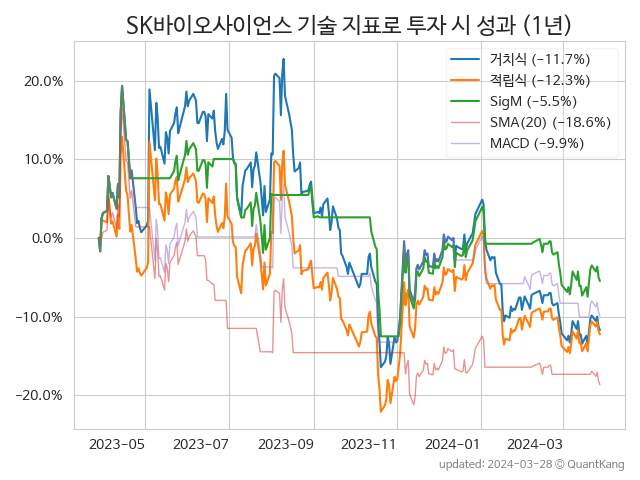 SK바이오사이언스 기술 지표로 투자 시 성과 (1년)
거치식 (−11.7%)
적립식 (−12.3%)
SigM (−5.5%)
SMA(20) (−18.6%)
MACD (−9.9%)
20.0%
10.0%
0.0%
−10.0%
−20.0%
2023−05 2023−07 2023−09 2023−11 2024−01 2024−03
updated: 2024−03−28 © QuantKang